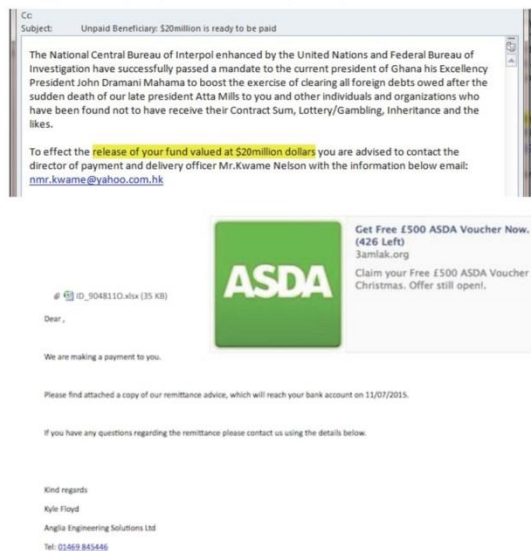 Cc
Subject: Unpaid Beneficiary: $20million is ready to be paid
The National Central Bureau of Interpol enhanced by the United Nations and Federal Bureau of
Investigation have successfully passed a mandate to the current president of Ghana his Excellency
President John Dramani Mahama to boost the exercise of clearing all foreign debts owed after the
sudden death of our late president Atta Mills to you and other individuals and organizations who
have been found not to have receive their Contract Sum, Lottery/Gambling, Inheritance and the
likes.
To effect the release of your fund valued at $20million dollars you are advised to contact the
director of payment and delivery officer Mr.Kwame Nelson with the information below email:
nmr.kwame@yahoo.com.hk
ASDA
Get Free £500 ASDA Voucher Now.
(426 Left)
3amlak.org
Claim your Free £500 ASDA Voucher
Christmas. Offer still open!.
ID_904811O.xlsx (35 KB)
Dear ,
We are making a payment to you.
Please find attached a copy of our remittance advice, which will reach your bank account on 11/07/2015.
If you have any questions regarding the remittance please contact us using the details below.
Kind regards
Kyle Floyd
Anglia Engineering Solutions Ltd
Tel: 01469 845446